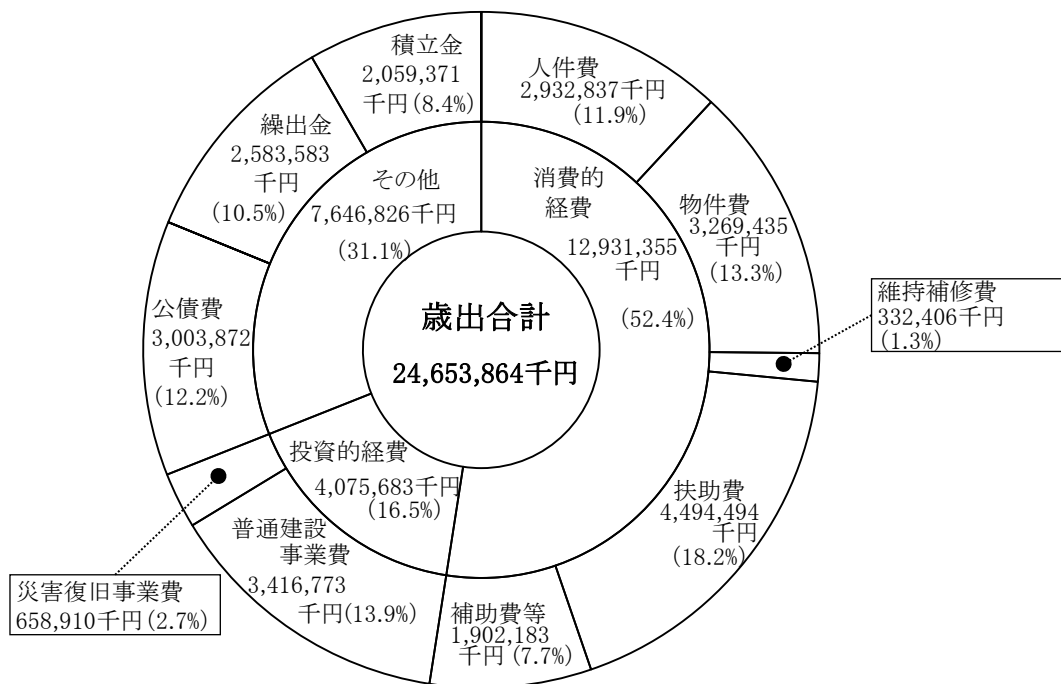 歳出合計
24,653,864千円
消費的
経費
12,931,355
千円
(52.4%)
人件費
2,932,837千円
(11.9%)
物件費
3,269,435
千円
(13.3%)
維持補修費
332,406千円
(1.3%)
扶助費
4,494,494
千円
(18.2%)
補助費等
1,902,183
千円(7.7%)
投資的経費
4,075,683千円
(16.5%)
普通建設
事業費
3,416,773
千円(13.9%)
災害復旧事業費
658,910千円(2.7%)
その他
7,646,826千円
(31.1%)
公債費
3,003,872
千円
(12.2%)
繰出金
2,583,583
千円
(10.5%)
積立金
2,059,371
千円(8.4%)